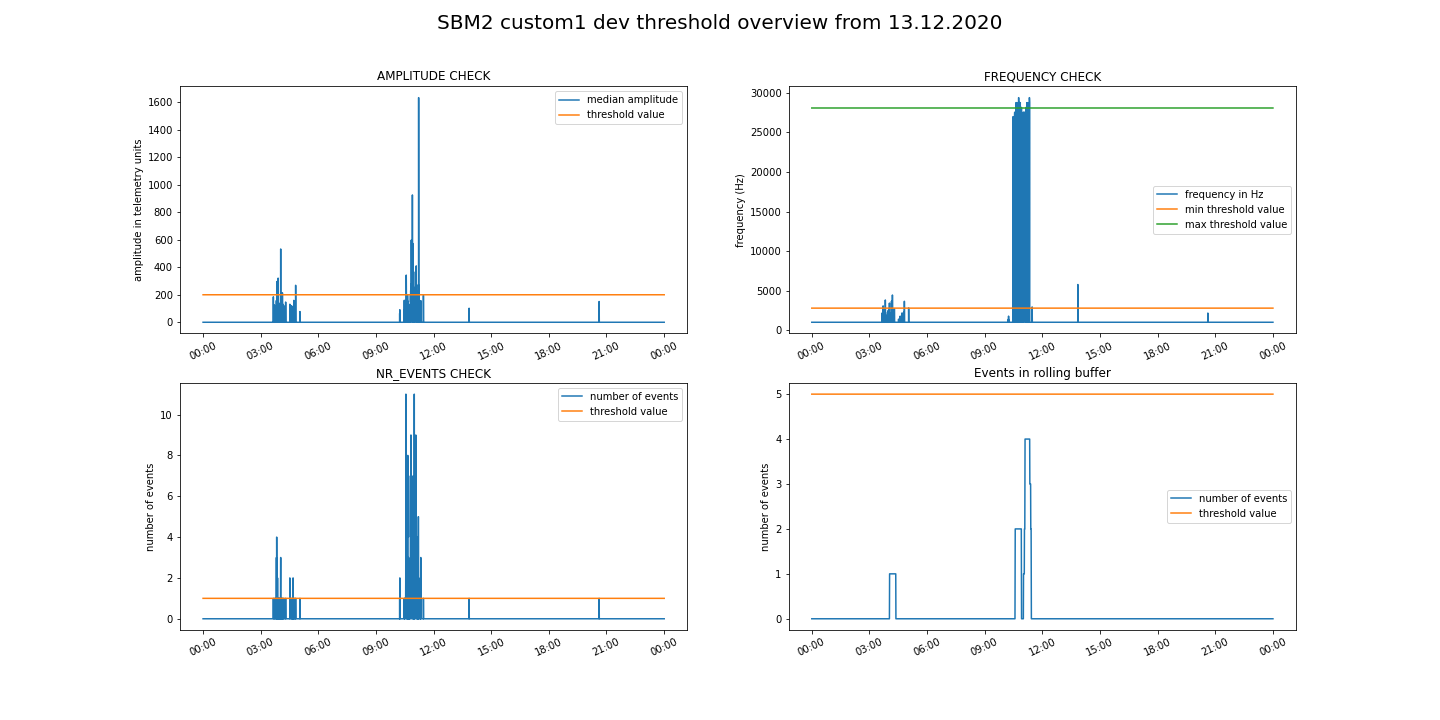 SBM2 custom1 dev threshold overview from 13.12.2020
AMPLITUDE CHECK
amplitude in telemetry units
1600
1400
1200
1000
800
600
400
200
0
median amplitude
threshold value
00:00 03:00 06:00 09:00 12:00 15:00 18:00 21:00 00:00
FREQUENCY CHECK
frequency (Hz)
30000
25000
20000
15000
10000
5000
0
frequency in Hz
min threshold value
max threshold value
00:00 03:00 06:00 09:00 12:00 15:00 18:00 21:00 00:00
NR_EVENTS CHECK
number of events
10
8
6
4
2
0
number of events
threshold value
00:00 03:00 06:00 09:00 12:00 15:00 18:00 21:00 00:00
Events in rolling buffer
number of events
5
4
3
2
1
0
number of events
threshold value
00:00 03:00 06:00 09:00 12:00 15:00 18:00 21:00 00:00